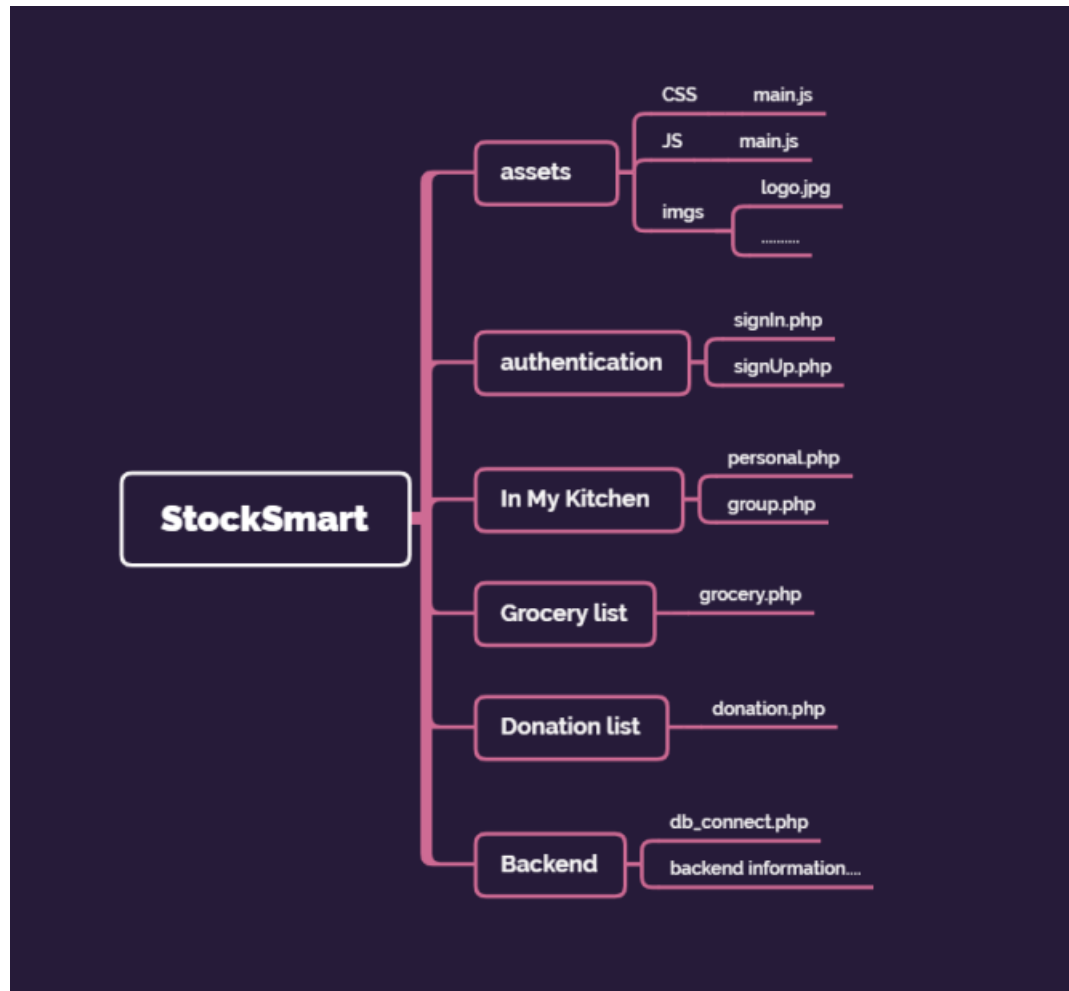 CSS main.js
JS main.js
assets
logo.jpg
imgs
..........
signIn.php
authentication
signUp.php
personal.php
In My Kitchen
group.php
StockSmart
grocery.php
Grocery list
donation.php
Donation list
db_connect.php
Backend
backend information....